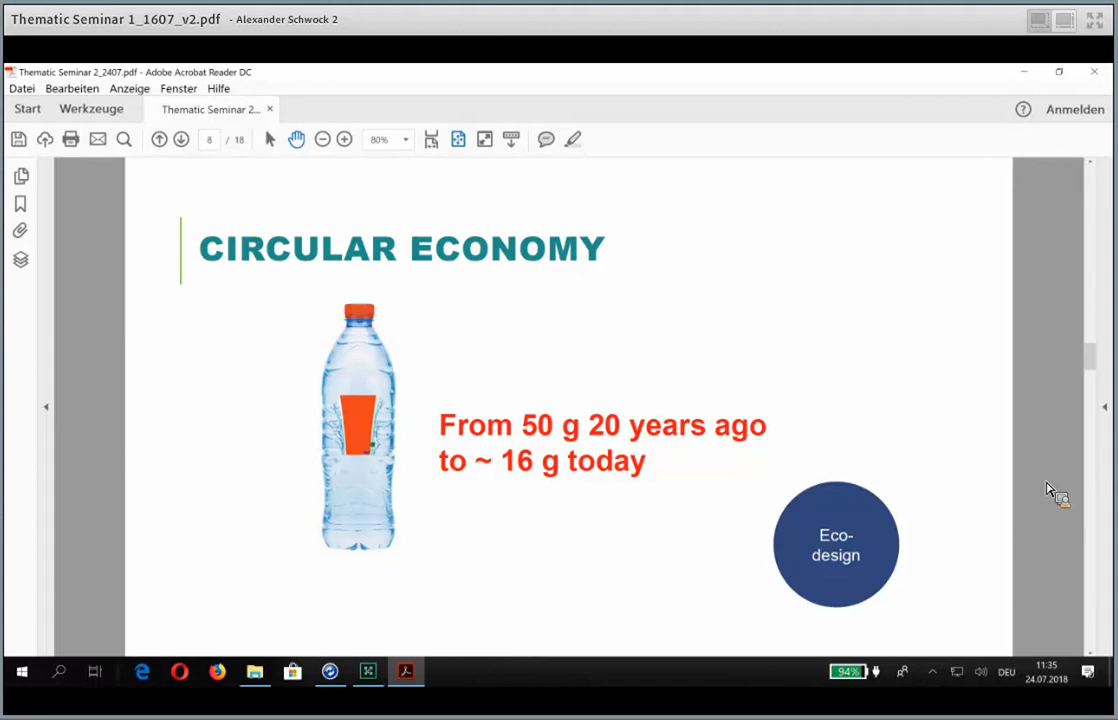 Thematic Seminar 1_1607_v2.pdf - Alexander Schwock 2
Thematic Seminar 2_2407.pdf - Adobe Acrobat Reader DC
Datei Bearbeiten Anzeige Fenster Hilfe
Start Werkzeuge Thematic Seminar 2... Anmelden
8 / 18 80%
CIRCULAR ECONOMY
From 50 g 20 years ago
to ~ 16 g today
Eco-
design
94% DEU 11:35
24.07.2018